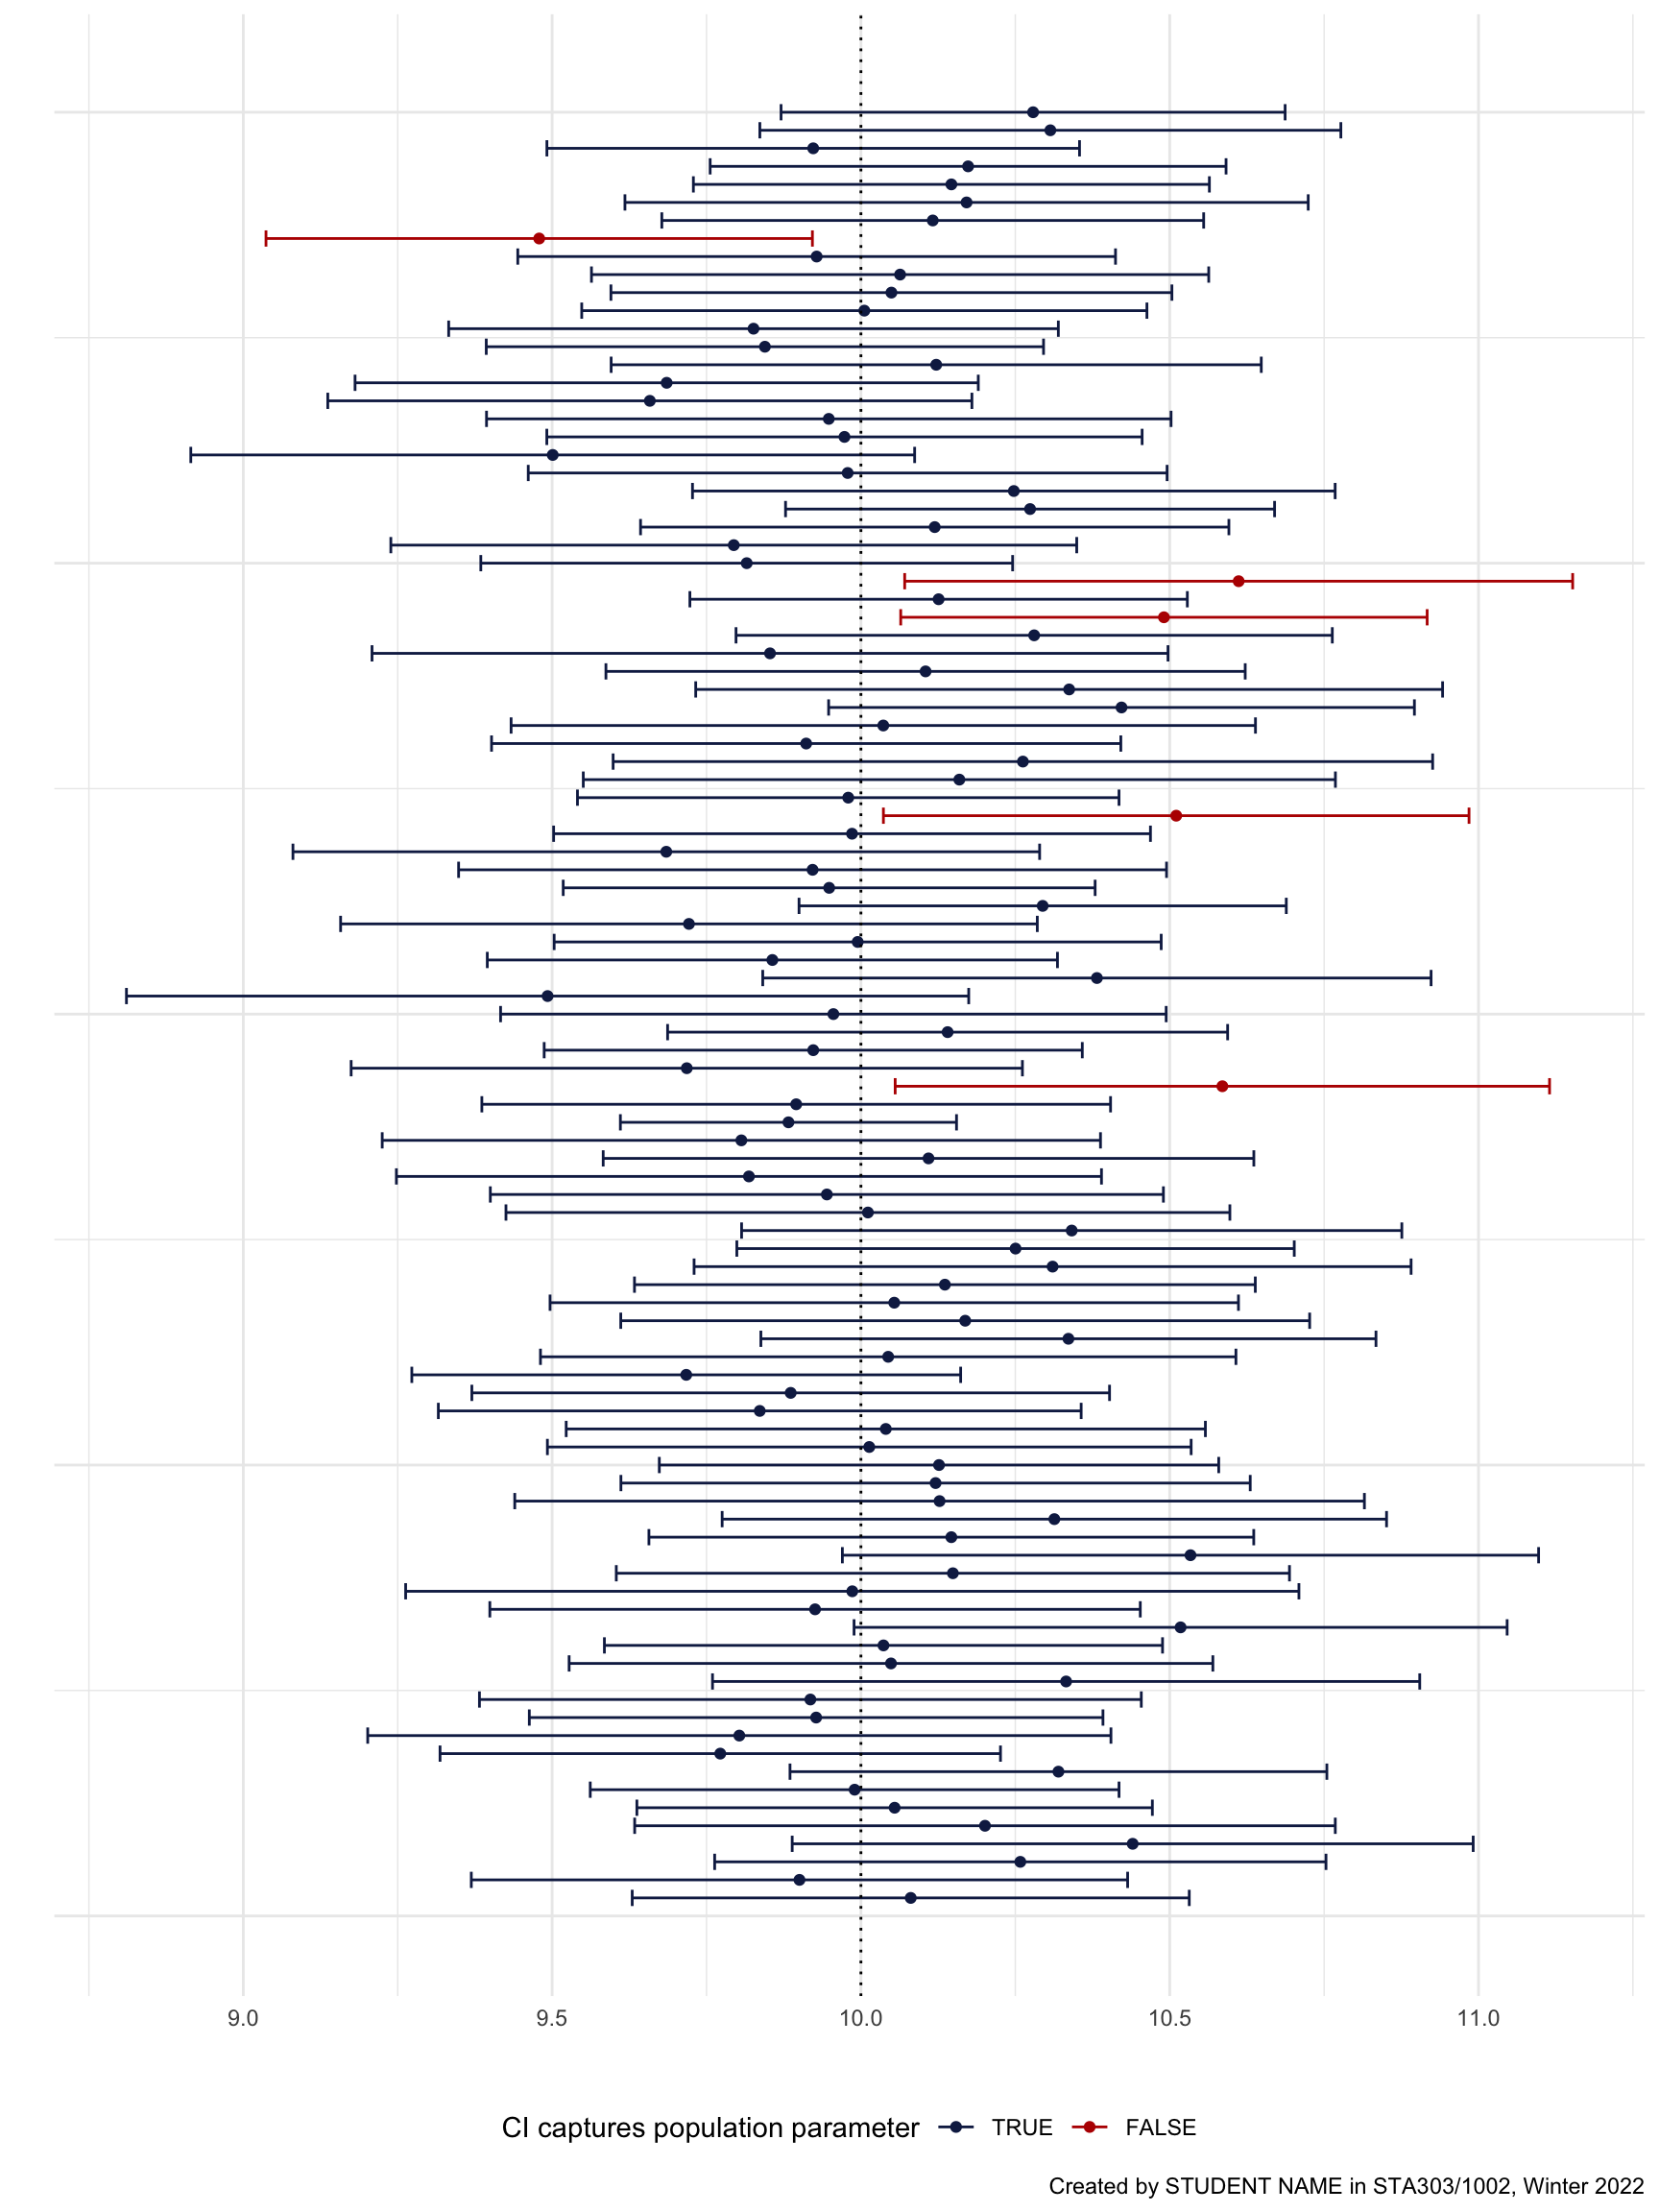 9.0 9.5 10.0 10.5 11.0
CI captures population parameter TRUE FALSE
Created by STUDENT NAME in STA303/1002, Winter 2022